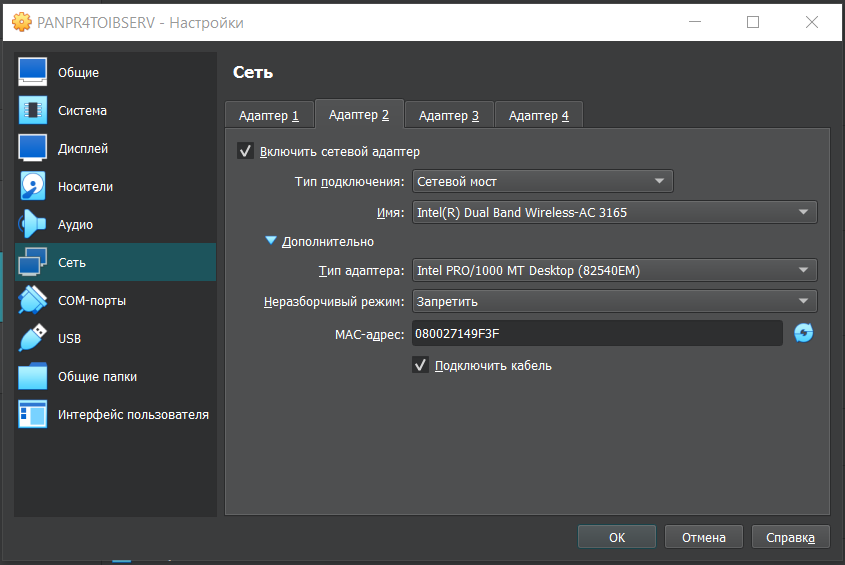 PANPR4TOIBSERV - Настройки
Общие
Система
Дисплей
Носители
Аудио
Сеть
COM-порты
USB
Общие папки
Интерфейс пользователя
Сеть
Адаптер 1 Адаптер 2 Адаптер 3 Адаптер 4
Включить сетевой адаптер
Тип подключения: Сетевой мост
Имя: Intel(R) Dual Band Wireless-AC 3165
Дополнительно
Тип адаптера: Intel PRO/1000 MT Desktop (82540EM)
Неразборчивый режим: Запретить
MAC-адрес: 080027149F3F
Подключить кабель
OK Отмена Справка